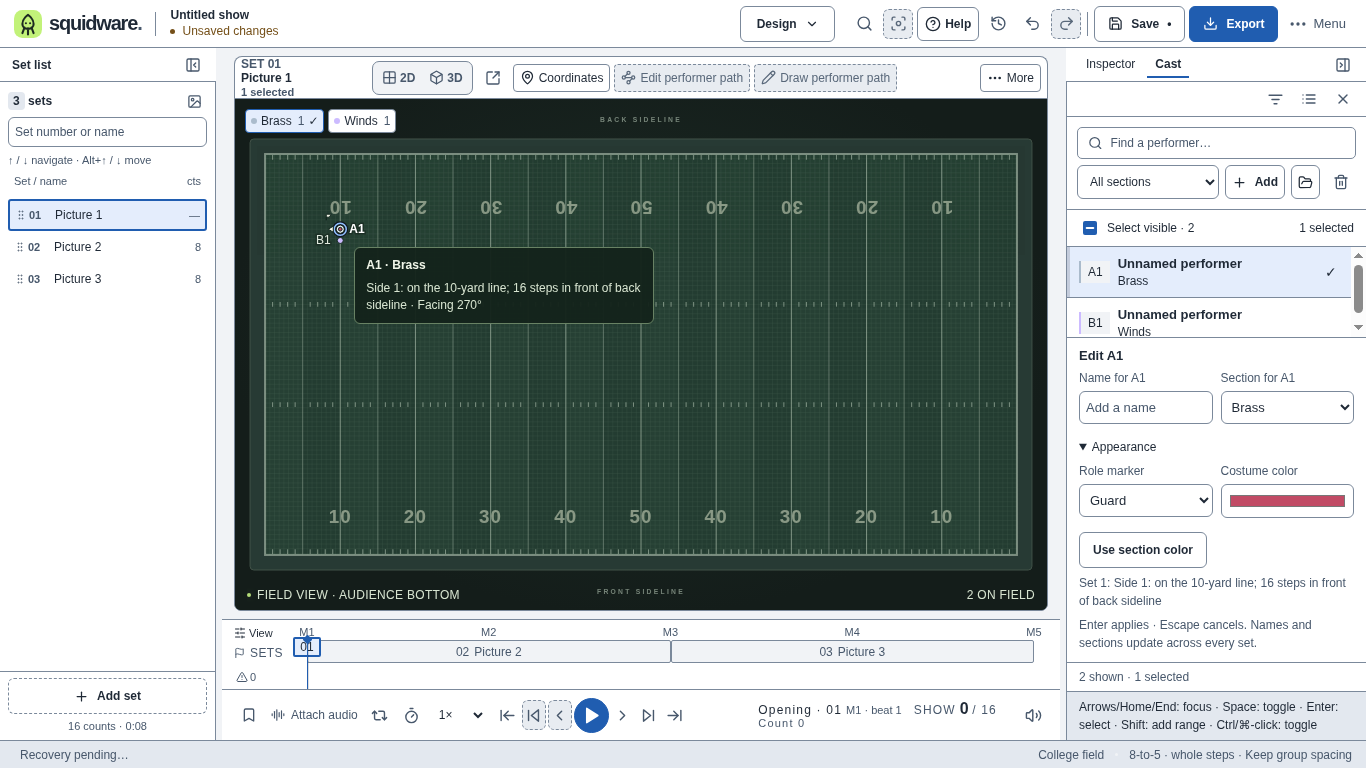 squidware.
Untitled show
Unsaved changes
Design
Help
Save •
Export
Menu
Set list
3 sets
Set number or name
↑ / ↓ navigate · Alt+↑ / ↓ move
Set / name cts
01 Picture 1 —
02 Picture 2 8
03 Picture 3 8
Add set
16 counts · 0:08
SET 01
Picture 1
1 selected
2D
3D
Coordinates
Edit performer path
Draw performer path
More
Brass 1 ✓
Winds 1
BACK SIDELINE
10 20 30 40 50 40 30 20 10
A1
B1
A1 · Brass
Side 1: on the 10-yard line; 16 steps in front of back
sideline · Facing 270°
10 20 30 40 50 40 30 20 10
FIELD VIEW · AUDIENCE BOTTOM
FRONT SIDELINE
2 ON FIELD
View
M1 M2 M3 M4 M5
SETS
01
02 Picture 2
03 Picture 3
0
Attach audio
1×
Opening · 01 M1 · beat 1 SHOW 0 / 16
Count 0
Inspector
Cast
Find a performer…
All sections
Add
Select visible · 2
1 selected
A1
Unnamed performer
Brass
✓
B1
Unnamed performer
Winds
Edit A1
Name for A1
Section for A1
Add a name
Brass
Appearance
Role marker
Costume color
Guard
Use section color
Set 1: Side 1: on the 10-yard line; 16 steps in front
of back sideline
Enter applies · Escape cancels. Names and
sections update across every set.
2 shown · 1 selected
Arrows/Home/End: focus · Space: toggle · Enter:
select · Shift: add range · Ctrl/⌘-click: toggle
Recovery pending…
College field · 8-to-5 · whole steps · Keep group spacing